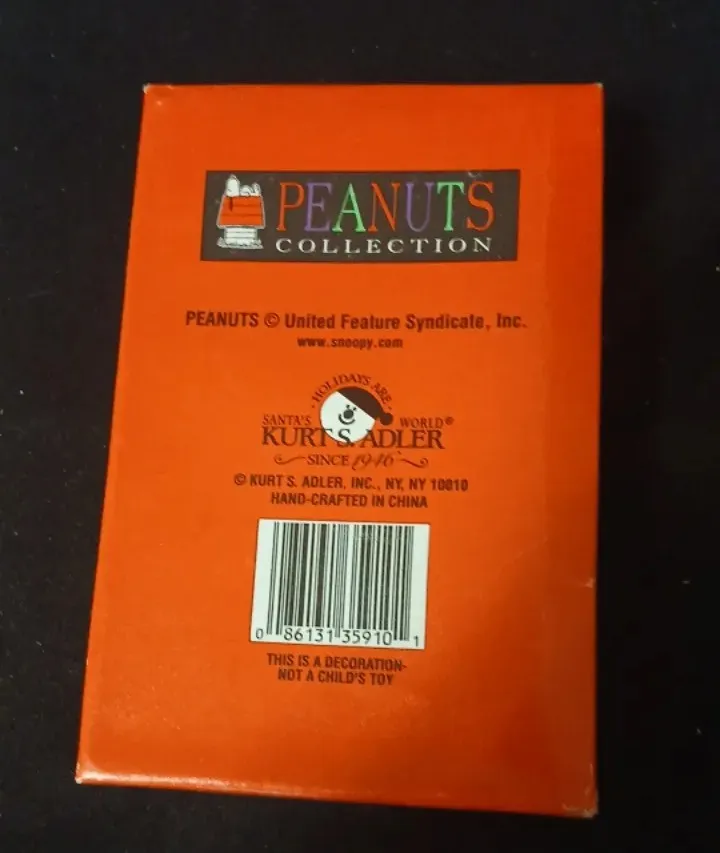 PEANUTS
COLLECTION
PEANUTS © United Feature Syndicate, Inc.
www.snoopy.com
· HOLIDAYS ARE ·
SANTA'S WORLD®
KURT S. ADLER
SINCE 1946
© KURT S. ADLER, INC., NY, NY 10010
HAND-CRAFTED IN CHINA
0 86131 35910 1
THIS IS A DECORATION-
NOT A CHILD'S TOY